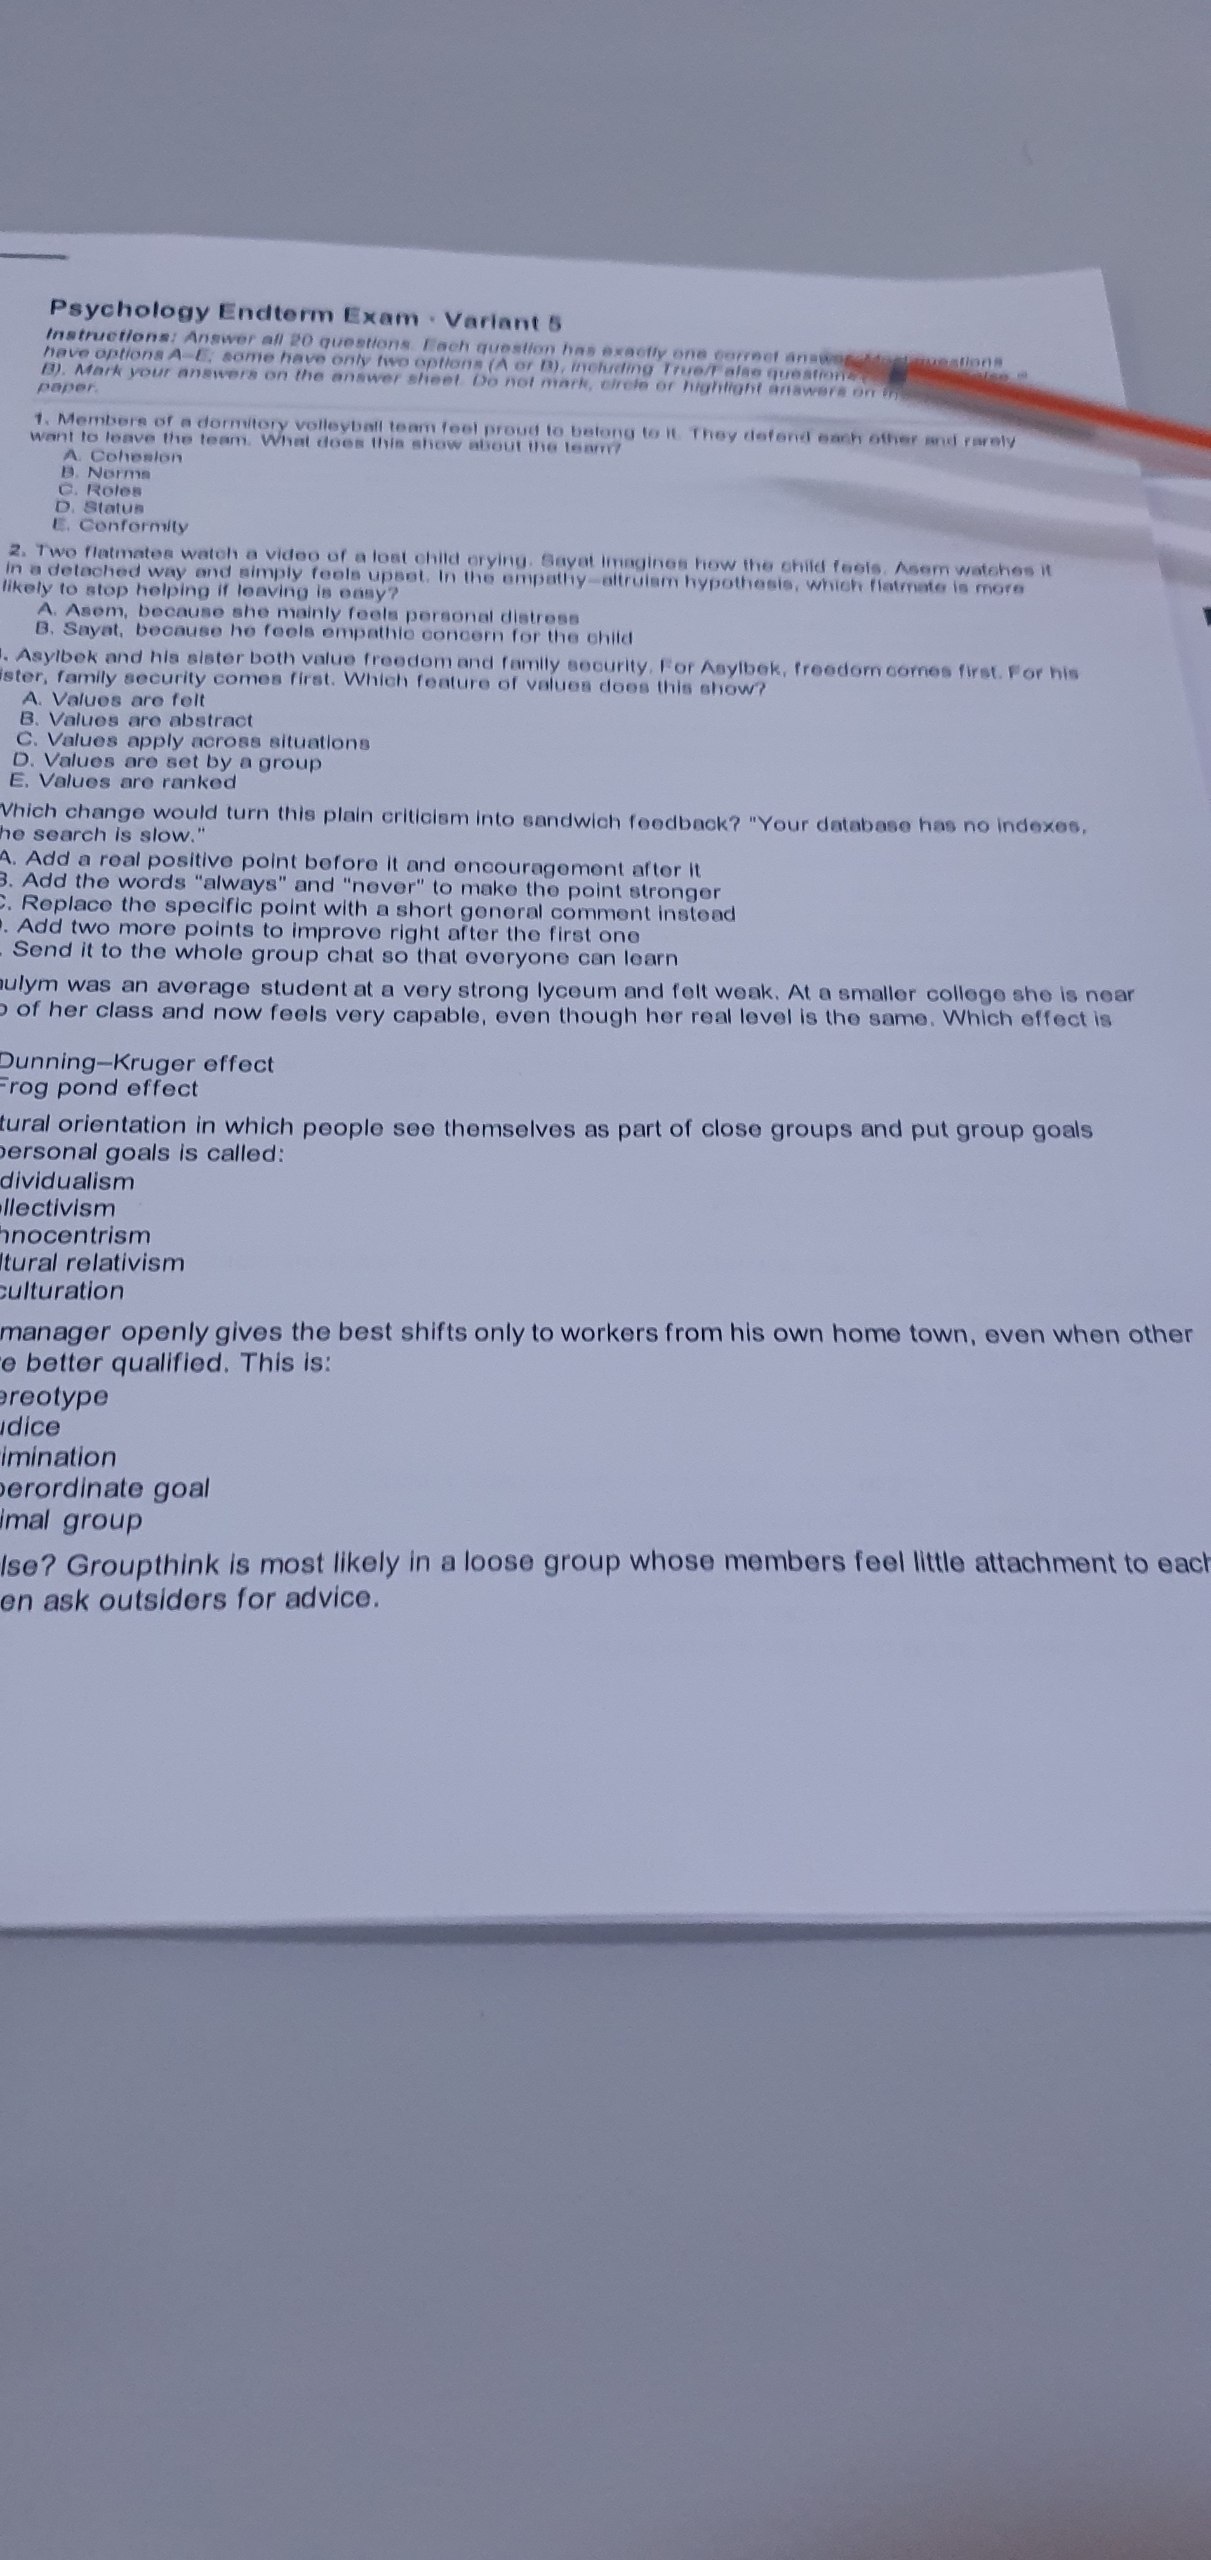 Psychology Endterm Exam · Variant 5
Instructions: Answer all 20 questions. Each question has exactly one correct questions
have options A–E, some have only two options (A or B), including True/False
B). Mark your answers on the answer sheet. Do not mark, circle or highlight answers on
paper.
1. Members of a dormitory volleyball team feel proud to belong to it. They defend each other and rarely
want to leave the team. What does this show about the team?
A. Cohesion
B. Norms
C. Roles
D. Status
E. Conformity
2. Two flatmates watch a video of a lost child crying. Sayat imagines how the child feels. Asem watches it
in a detached way and simply feels upset. In the empathy–altruism hypothesis, which flatmate is more
likely to stop helping if leaving is easy?
A. Asem, because she mainly feels personal distress
B. Sayat, because he feels empathic concern for the child
. Asylbek and his sister both value freedom and family security. For Asylbek, freedom comes first. For his
ister, family security comes first. Which feature of values does this show?
A. Values are felt
B. Values are abstract
C. Values apply across situations
D. Values are set by a group
E. Values are ranked
Which change would turn this plain criticism into sandwich feedback? "Your database has no indexes,
he search is slow."
A. Add a real positive point before it and encouragement after it
B. Add the words "always" and "never" to make the point stronger
C. Replace the specific point with a short general comment instead
. Add two more points to improve right after the first one
. Send it to the whole group chat so that everyone can learn
ulym was an average student at a very strong lyceum and felt weak. At a smaller college she is near
of her class and now feels very capable, even though her real level is the same. Which effect is
Dunning–Kruger effect
Frog pond effect
tural orientation in which people see themselves as part of close groups and put group goals
personal goals is called:
dividualism
llectivism
hnocentrism
ltural relativism
culturation
manager openly gives the best shifts only to workers from his own home town, even when other
e better qualified. This is:
ereotype
udice
imination
perordinate goal
imal group
lse? Groupthink is most likely in a loose group whose members feel little attachment to each
en ask outsiders for advice.